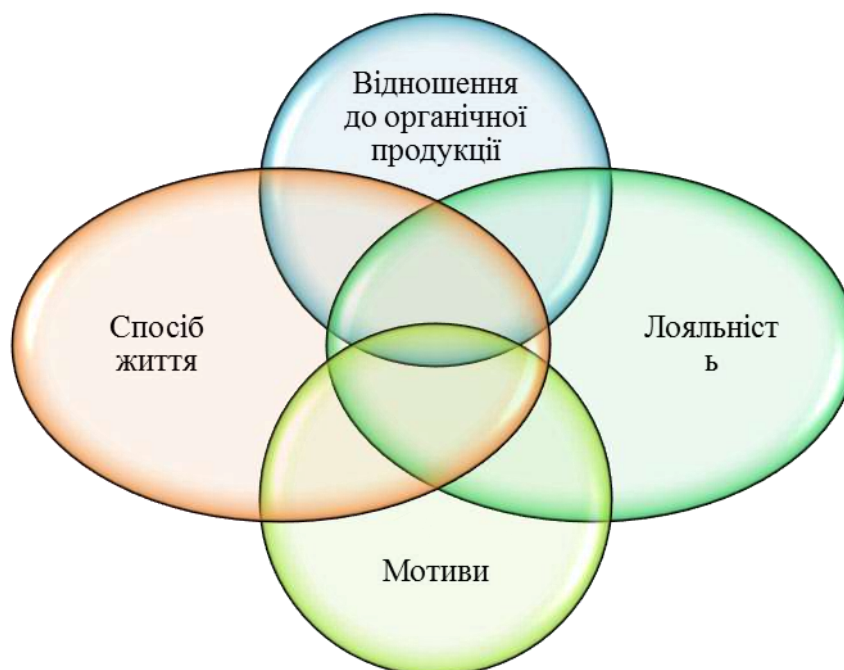 Відношення
до органічної
продукції
Спосіб
життя
Лояльніст
ь
Мотиви